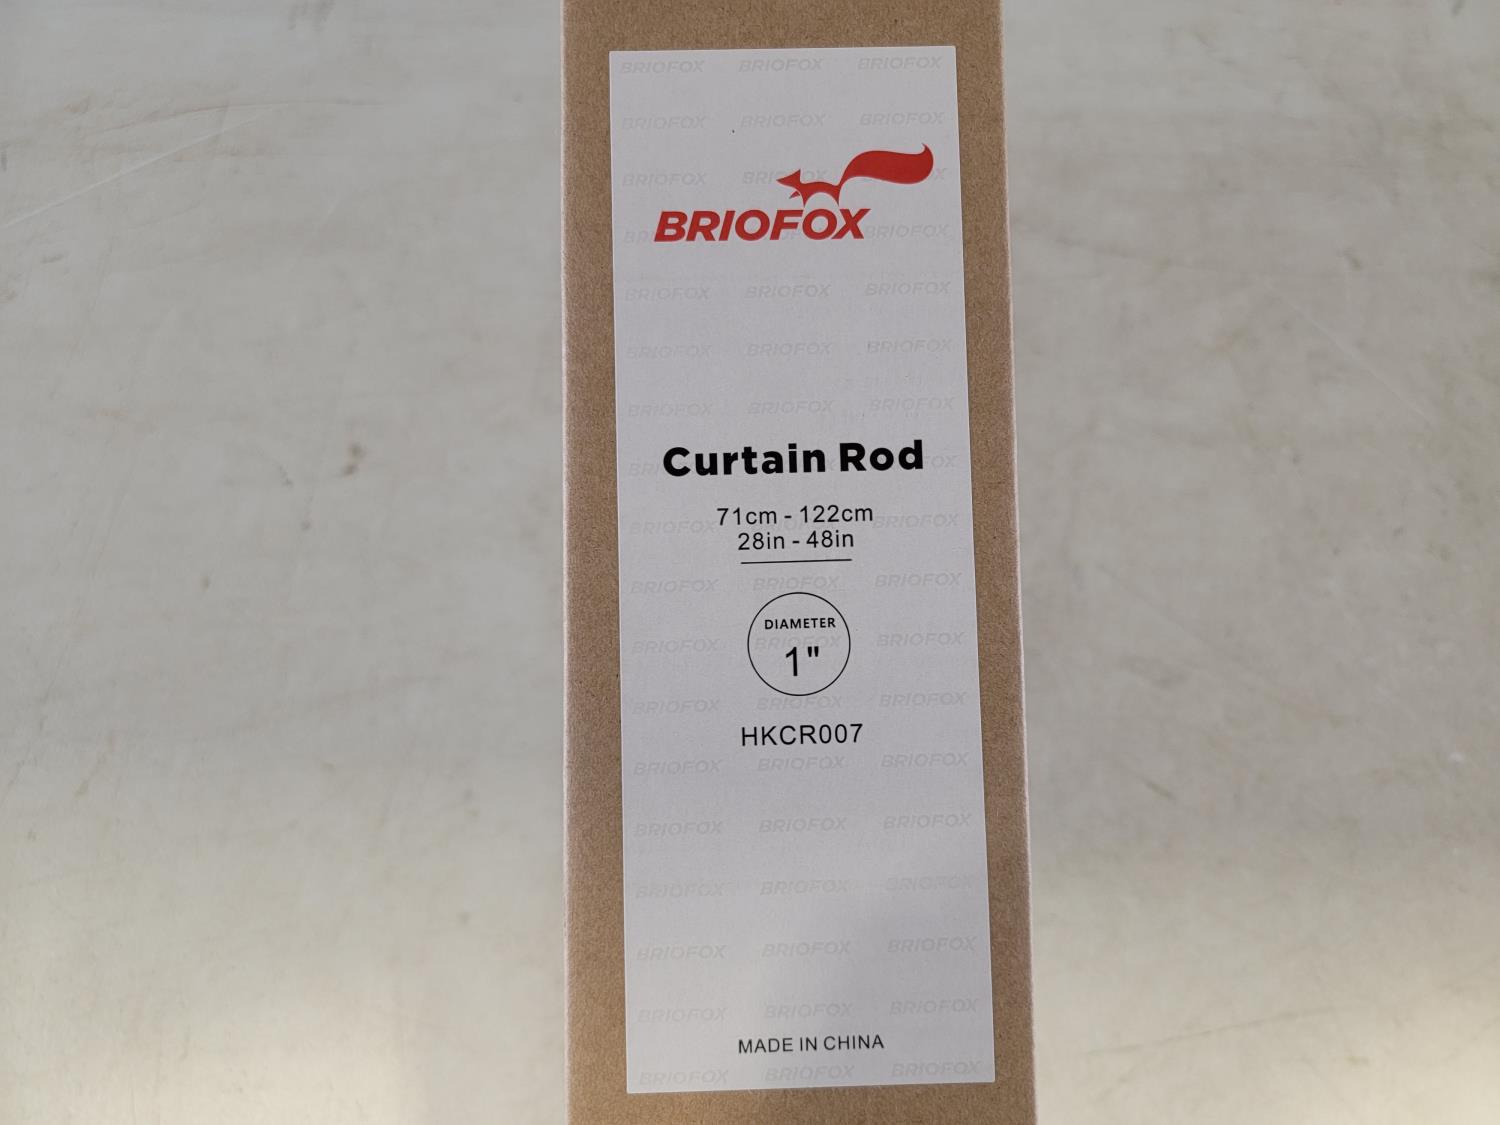 BRIOFOX
Curtain Rod
71cm - 122cm
28in - 48in
DIAMETER
1"
HKCR007
MADE IN CHINA